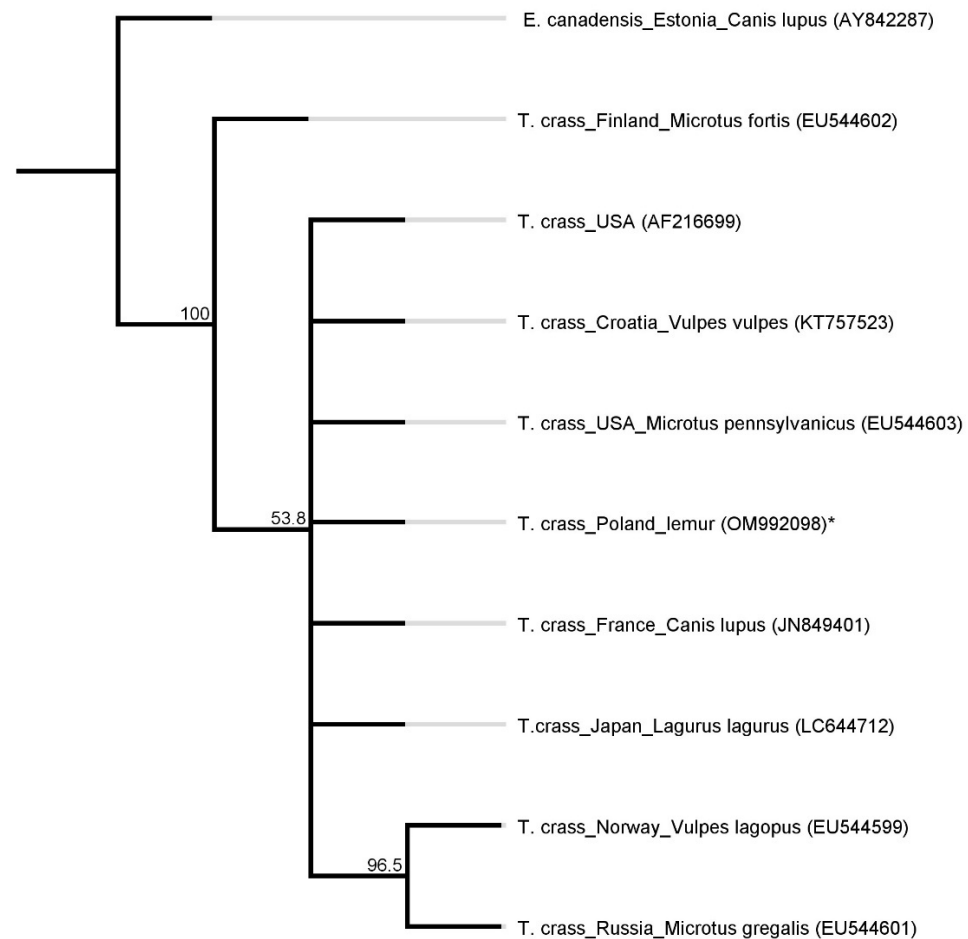 E. canadensis_Estonia_Canis lupus (AY842287)
T. crass_Finland_Microtus fortis (EU544602)
T. crass_USA (AF216699)
100
T. crass_Croatia_Vulpes vulpes (KT757523)
T. crass_USA_Microtus pennsylvanicus (EU544603)
53.8
T. crass_Poland_lemur (OM992098)*
T. crass_France_Canis lupus (JN849401)
T.crass_Japan_Lagurus lagurus (LC644712)
T. crass_Norway_Vulpes lagopus (EU544599)
96.5
T. crass_Russia_Microtus gregalis (EU544601)